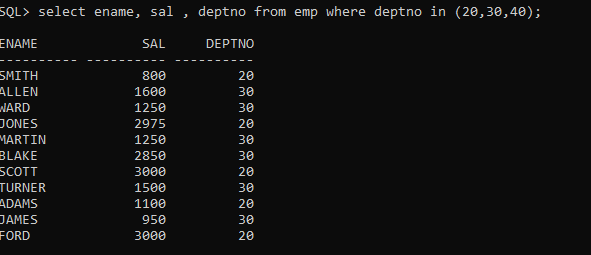 SQL> select ename, sal , deptno from emp where deptno in (20,30,40);
ENAME SAL DEPTNO
---------- ---------- ----------
SMITH 800 20
ALLEN 1600 30
WARD 1250 30
JONES 2975 20
MARTIN 1250 30
BLAKE 2850 30
SCOTT 3000 20
TURNER 1500 30
ADAMS 1100 20
JAMES 950 30
FORD 3000 20